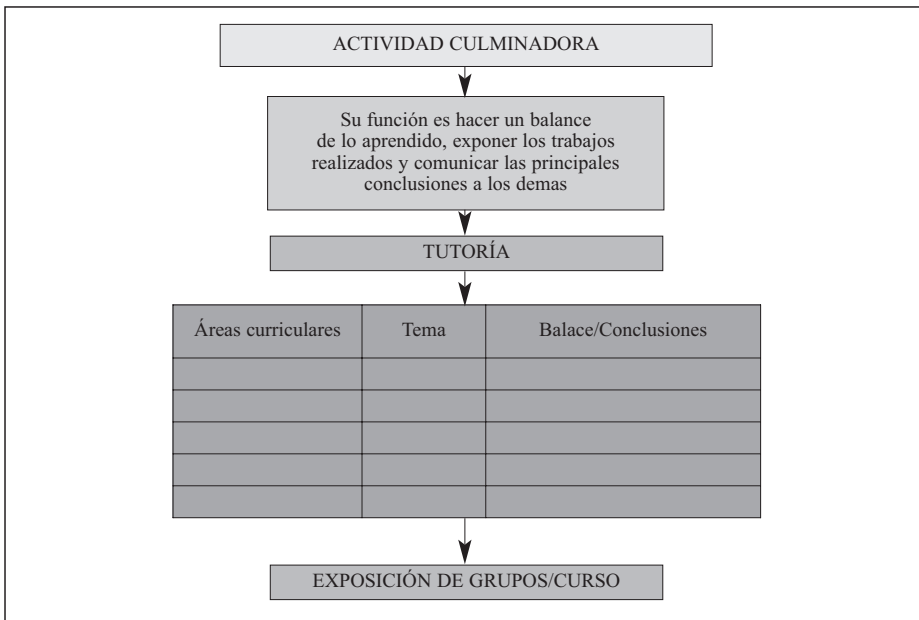 ACTIVIDAD CULMINADORA
Su función es hacer un balance
de lo aprendido, exponer los trabajos
realizados y comunicar las principales
conclusiones a los demas
TUTORÍA
Áreas curriculares Tema Balace/Conclusiones
EXPOSICIÓN DE GRUPOS/CURSO